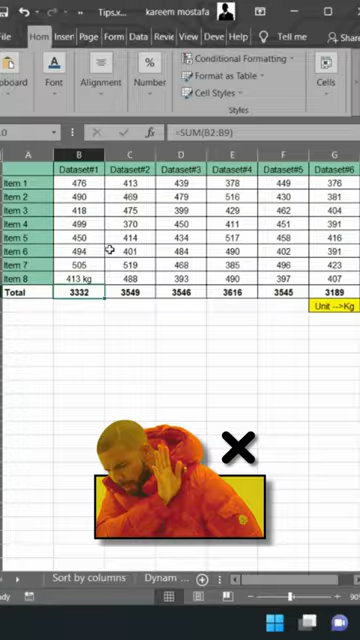 Tips.x... kareem mostafa
File Hom Inser Page Form Data Revie View Deve Help Tell me Share
Clipboard Font Alignment Number Conditional Formatting Cells
Format as Table
Cell Styles
Styles
=SUM(B2:B9)
A B C D E F G
Dataset#1 Dataset#2 Dataset#3 Dataset#4 Dataset#5 Dataset#6
Item 1 476 413 439 378 449 376
Item 2 490 469 479 516 430 381
Item 3 418 475 399 429 462 404
Item 4 499 370 450 411 451 391
Item 5 450 414 434 517 458 416
Item 6 494 401 484 490 402 391
Item 7 505 519 468 385 496 423
Item 8 413 kg 488 393 490 397 407
Total 3332 3549 3546 3616 3545 3189
Unit -->Kg
Sort by columns Dynam ...
90%